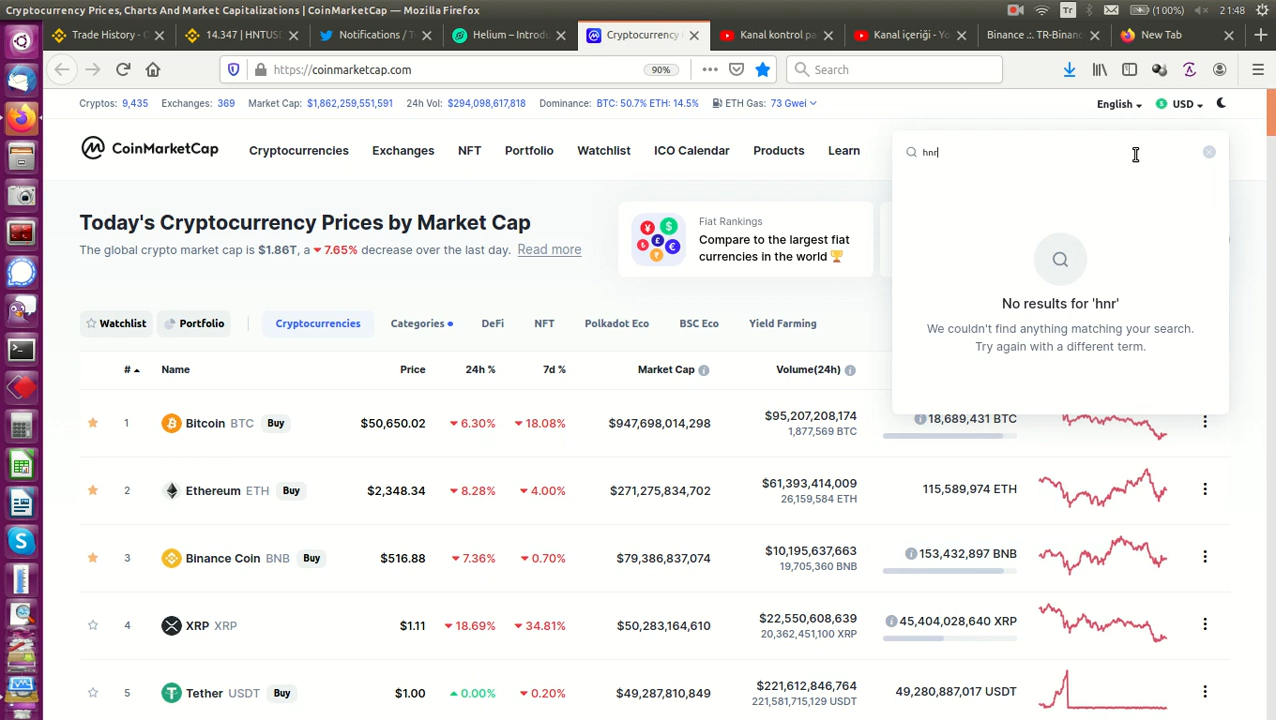 Cryptocurrency Prices, Charts And Market Capitalizations | CoinMarketCap — Mozilla Firefox
Tr
(100%)
21:48
Trade History - C
14.347 | HNTUSD
Notifications / T
Helium – Introdu
Cryptocurrency
Kanal kontrol pa
Kanal içeriği - Yo
Binance .:. TR-Binan
New Tab
https://coinmarketcap.com
90%
Search
Cryptos: 9,435 Exchanges: 369 Market Cap: $1,862,259,551,591 24h Vol: $294,098,617,818 Dominance: BTC: 50.7% ETH: 14.5% ETH Gas: 73 Gwei
English
USD
CoinMarketCap
Cryptocurrencies
Exchanges
NFT
Portfolio
Watchlist
ICO Calendar
Products
Learn
hnr
Today's Cryptocurrency Prices by Market Cap
The global crypto market cap is $1.86T, a 7.65% decrease over the last day. Read more
Fiat Rankings
Compare to the largest fiat
currencies in the world
No results for 'hnr'
We couldn't find anything matching your search.
Try again with a different term.
Watchlist
Portfolio
Cryptocurrencies
Categories
DeFi
NFT
Polkadot Eco
BSC Eco
Yield Farming
# Name Price 24h % 7d % Market Cap Volume(24h)
1 Bitcoin BTC Buy $50,650.02 6.30% 18.08% $947,698,014,298 $95,207,208,174 18,689,431 BTC
1,877,569 BTC
2 Ethereum ETH Buy $2,348.34 8.28% 4.00% $271,275,834,702 $61,393,414,009 115,589,974 ETH
26,159,584 ETH
3 Binance Coin BNB Buy $516.88 7.36% 0.70% $79,386,837,074 $10,195,637,663 153,432,897 BNB
19,705,360 BNB
4 XRP XRP $1.11 18.69% 34.81% $50,283,164,610 $22,550,608,639 45,404,028,640 XRP
20,362,451,100 XRP
5 Tether USDT Buy $1.00 0.00% 0.20% $49,287,810,849 $221,612,846,764 49,280,887,017 USDT
221,581,715,129 USDT